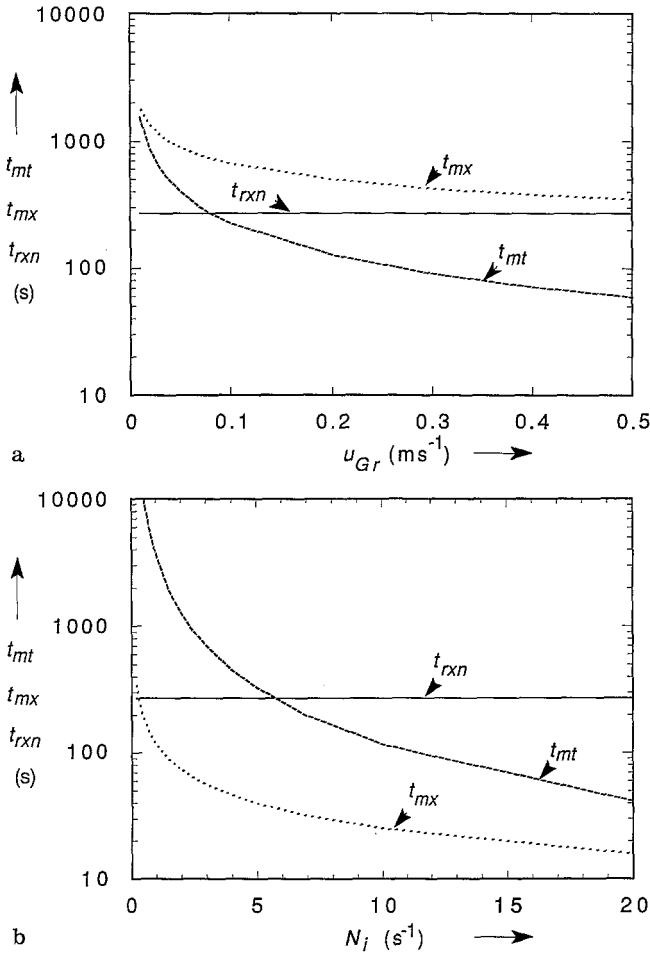 10000
1000
100
10
t_mt
t_mx
t_rxn
(s)
t_mx
t_rxn
t_mt
0
0.1
0.2
0.3
0.4
0.5
a
u_Gr (ms⁻¹)
10000
1000
100
10
t_mt
t_mx
t_rxn
(s)
t_rxn
t_mt
t_mx
0
5
10
15
20
b
N_i (s⁻¹)